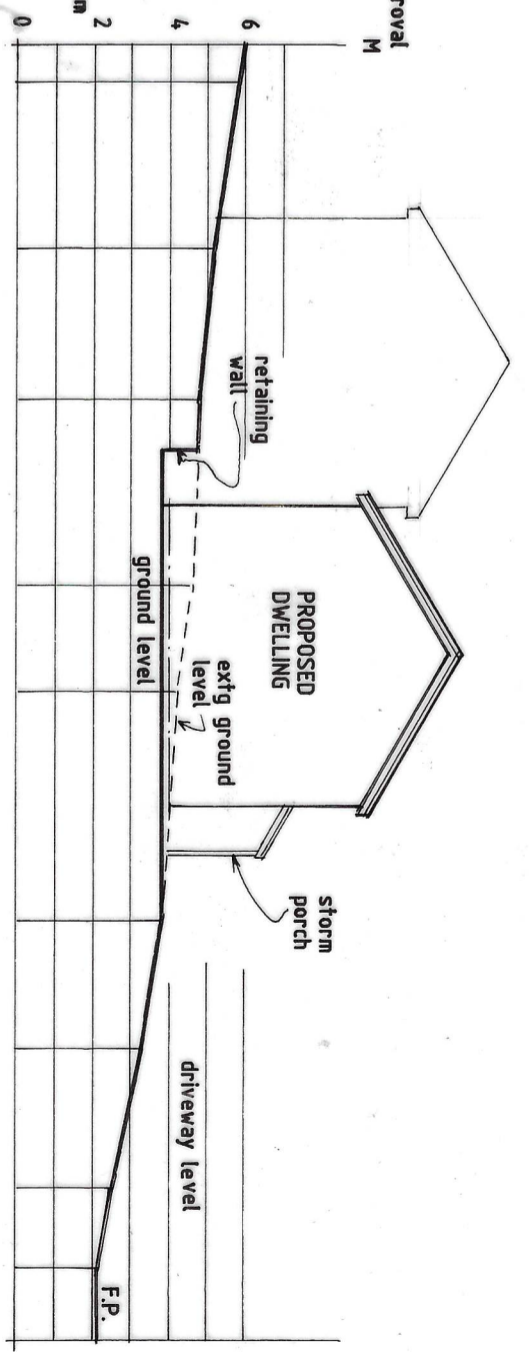 roval
M
6
4
2
0
m
retaining
wall
PROPOSED
DWELLING
extg ground
level
ground level
storm
porch
driveway level
F.P.